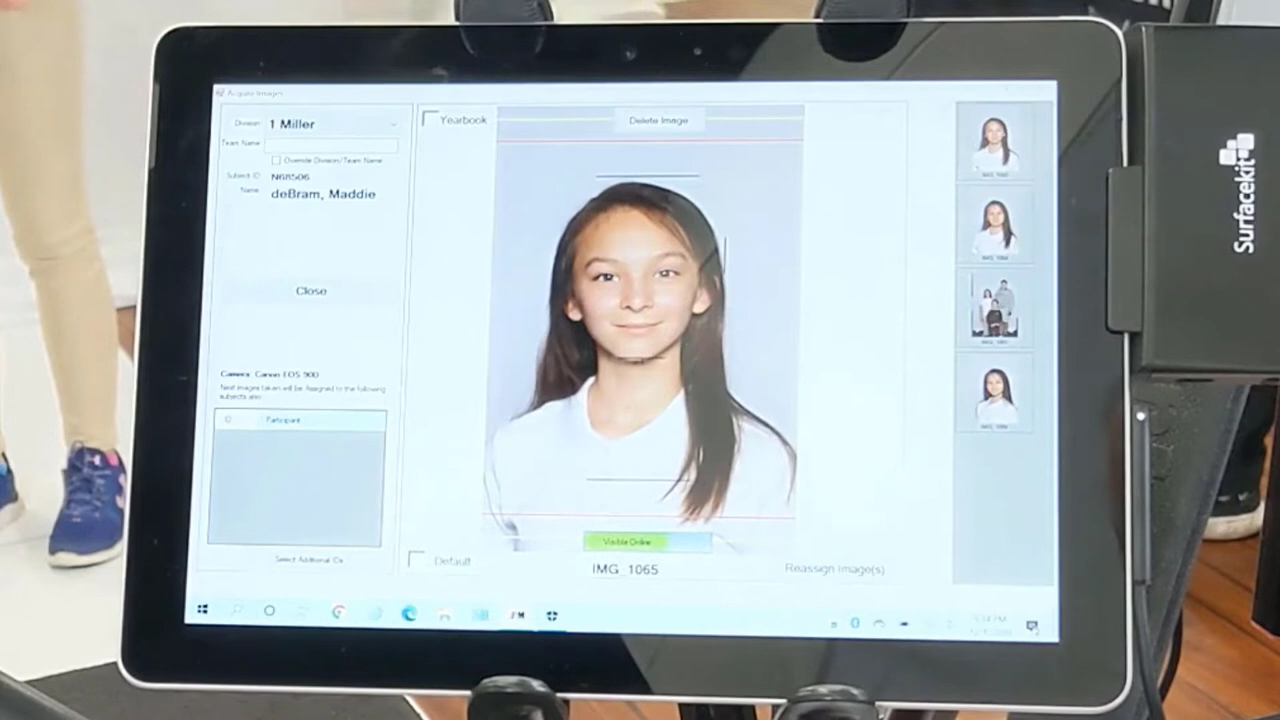 Acquire Images
Division: 1 Miller
Team Name
Override Division/Team Name
Subject ID: N68506
Name: deBram, Maddie
Close
Camera: Canon EOS 90D
Next images taken will be Assigned to the following
subjects also:
ID Participant
Select Additional IDs
Yearbook
Delete Image
Visible Online
Default
IMG_1065
Reassign Image(s)
Surfacekit